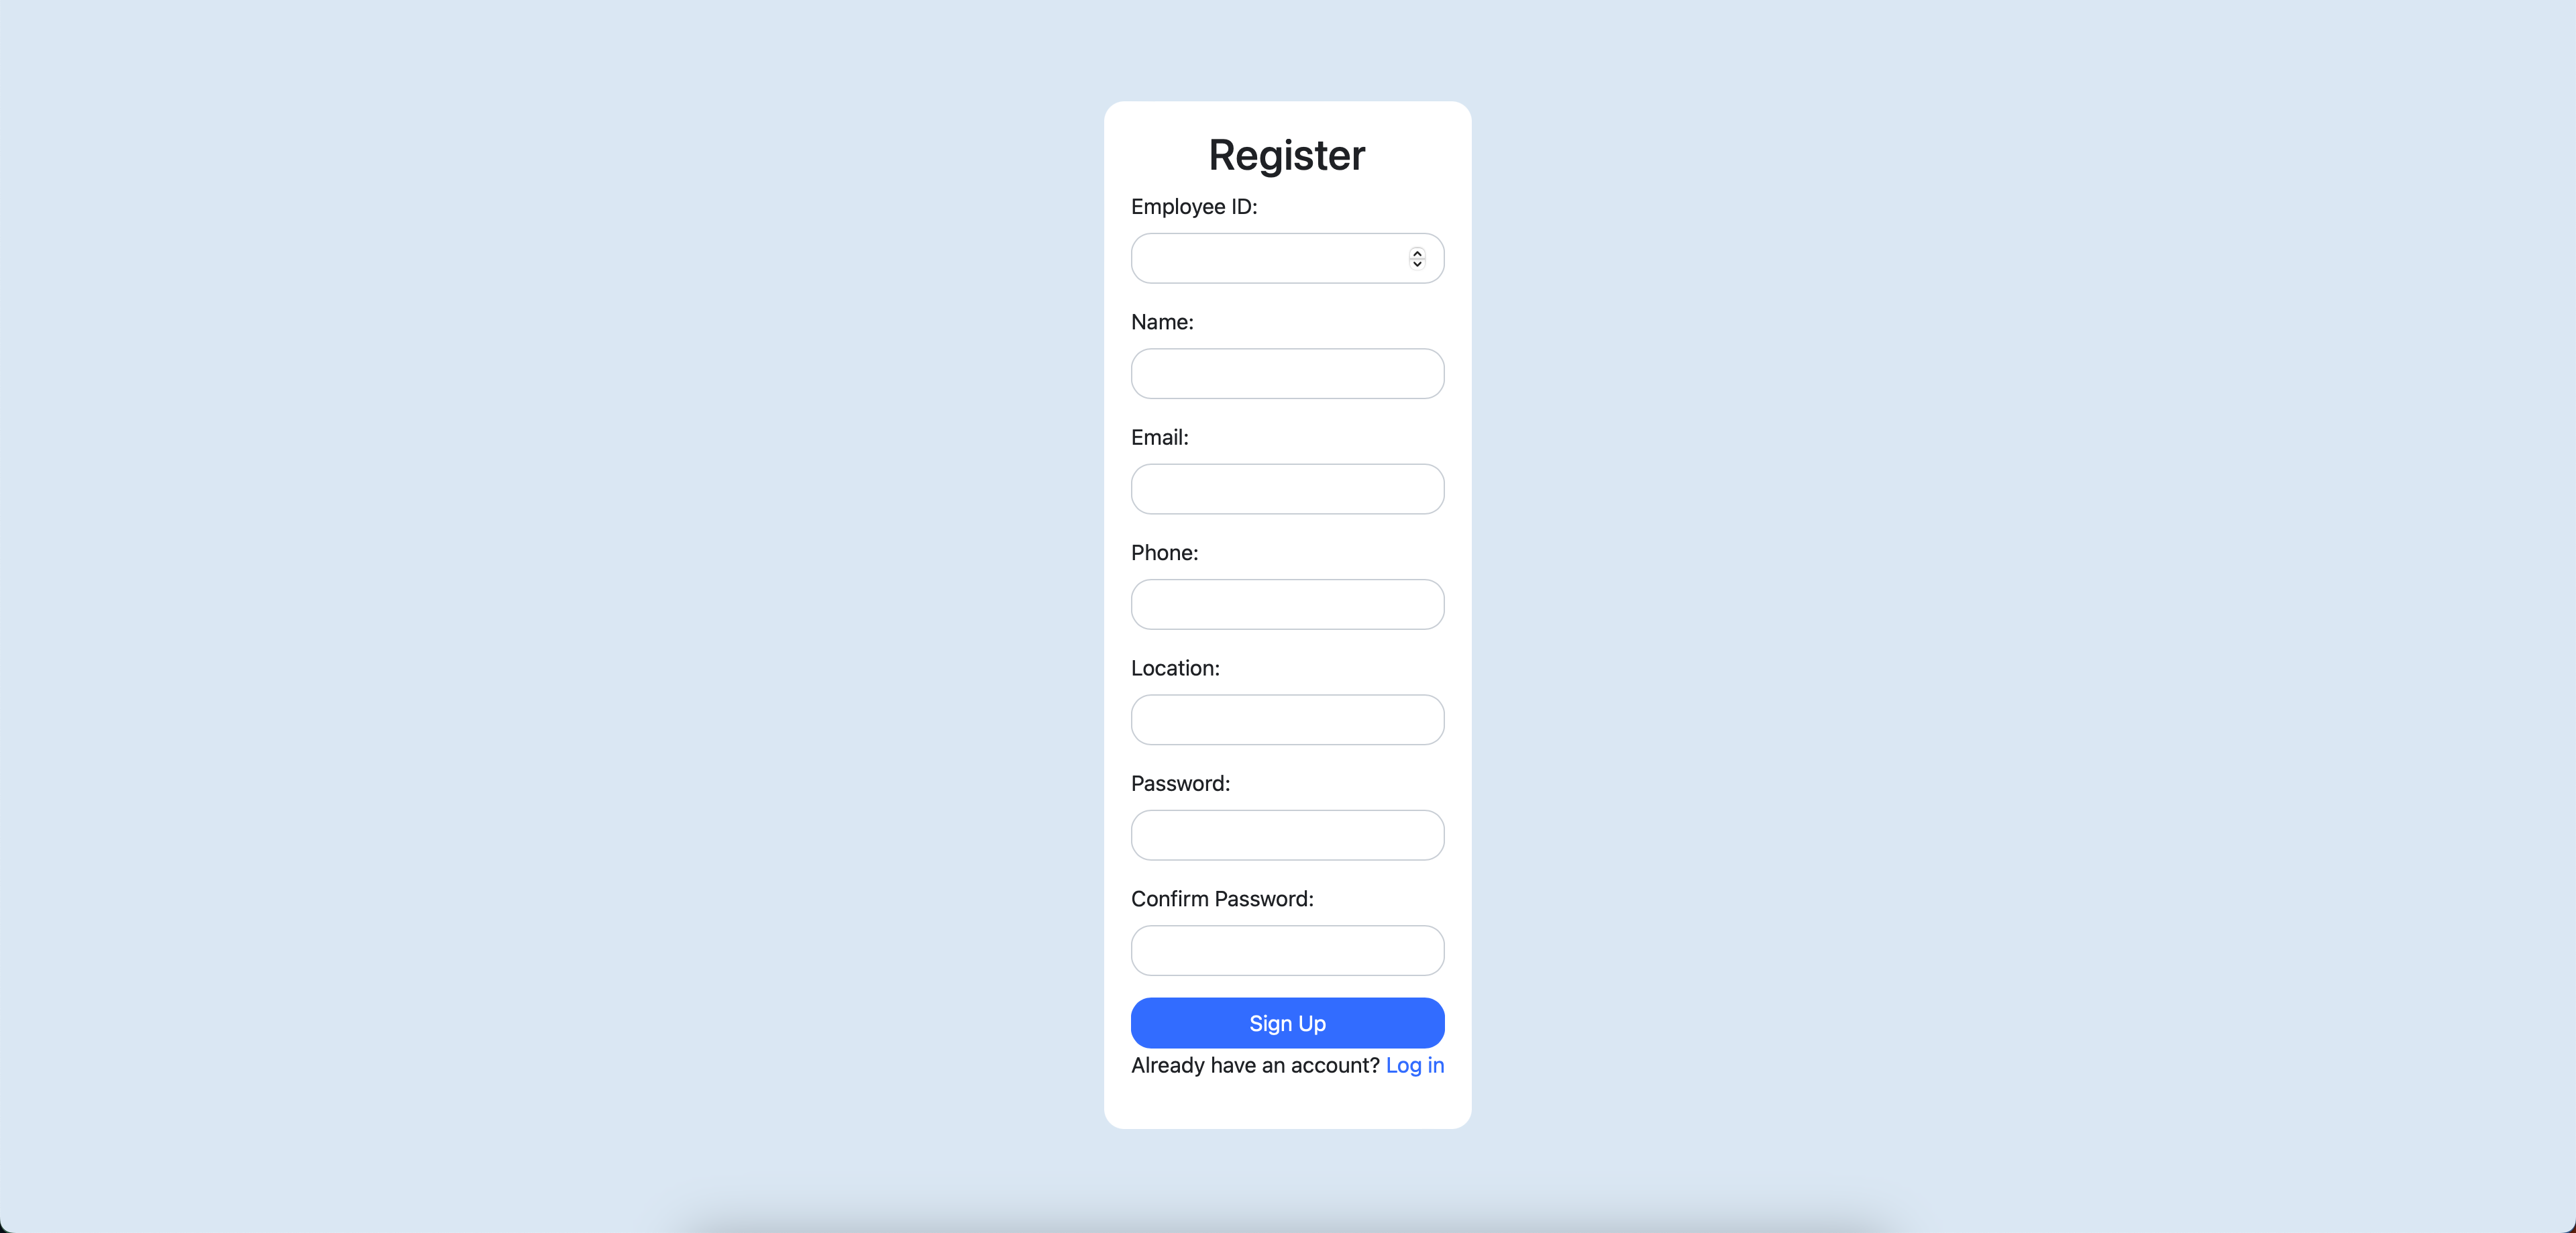 Register
Employee ID:
Name:
Email:
Phone:
Location:
Password:
Confirm Password:
Sign Up
Already have an account? Log in